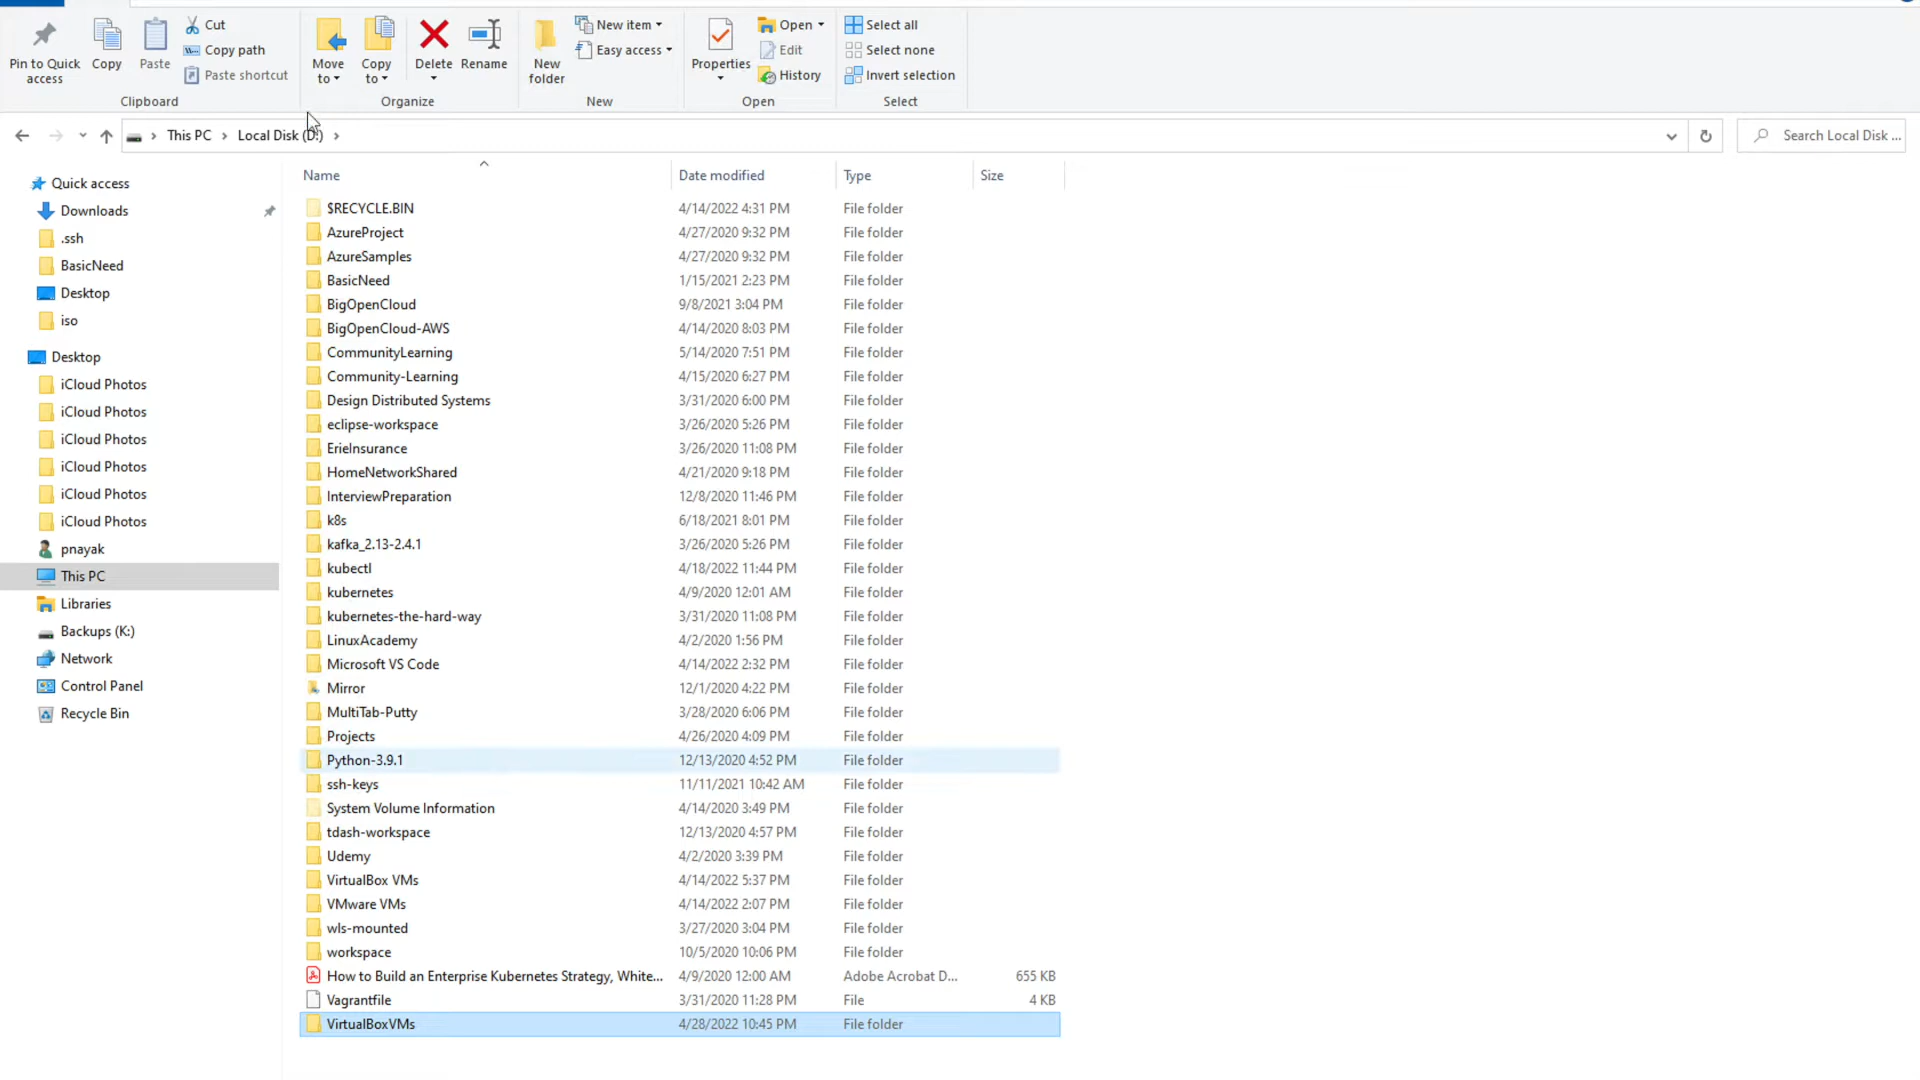 Pin to Quick access
Copy
Paste
Cut
Copy path
Paste shortcut
Clipboard
Move to
Copy to
Delete
Rename
Organize
New folder
New item
Easy access
New
Properties
Open
Edit
History
Open
Select all
Select none
Invert selection
Select
This PC > Local Disk (D:) >
Search Local Disk ...
Quick access
Downloads
.ssh
BasicNeed
Desktop
iso
Desktop
iCloud Photos
iCloud Photos
iCloud Photos
iCloud Photos
iCloud Photos
iCloud Photos
pnayak
This PC
Libraries
Backups (K:)
Network
Control Panel
Recycle Bin
Name Date modified Type Size
$RECYCLE.BIN 4/14/2022 4:31 PM File folder
AzureProject 4/27/2020 9:32 PM File folder
AzureSamples 4/27/2020 9:32 PM File folder
BasicNeed 1/15/2021 2:23 PM File folder
BigOpenCloud 9/8/2021 3:04 PM File folder
BigOpenCloud-AWS 4/14/2020 8:03 PM File folder
CommunityLearning 5/14/2020 7:51 PM File folder
Community-Learning 4/15/2020 6:27 PM File folder
Design Distributed Systems 3/31/2020 6:00 PM File folder
eclipse-workspace 3/26/2020 5:26 PM File folder
ErieInsurance 3/26/2020 11:08 PM File folder
HomeNetworkShared 4/21/2020 9:18 PM File folder
InterviewPreparation 12/8/2020 11:46 PM File folder
k8s 6/18/2021 8:01 PM File folder
kafka_2.13-2.4.1 3/26/2020 5:26 PM File folder
kubectl 4/18/2022 11:44 PM File folder
kubernetes 4/9/2020 12:01 AM File folder
kubernetes-the-hard-way 3/31/2020 11:08 PM File folder
LinuxAcademy 4/2/2020 1:56 PM File folder
Microsoft VS Code 4/14/2022 2:32 PM File folder
Mirror 12/1/2020 4:22 PM File folder
MultiTab-Putty 3/28/2020 6:06 PM File folder
Projects 4/26/2020 4:09 PM File folder
Python-3.9.1 12/13/2020 4:52 PM File folder
ssh-keys 11/11/2021 10:42 AM File folder
System Volume Information 4/14/2020 3:49 PM File folder
tdash-workspace 12/13/2020 4:57 PM File folder
Udemy 4/2/2020 3:39 PM File folder
VirtualBox VMs 4/14/2022 5:37 PM File folder
VMware VMs 4/14/2022 2:07 PM File folder
wls-mounted 3/27/2020 3:04 PM File folder
workspace 10/5/2020 10:06 PM File folder
How to Build an Enterprise Kubernetes Strategy, White... 4/9/2020 12:00 AM Adobe Acrobat D... 655 KB
Vagrantfile 3/31/2020 11:28 PM File 4 KB
VirtualBoxVMs 4/28/2022 10:45 PM File folder